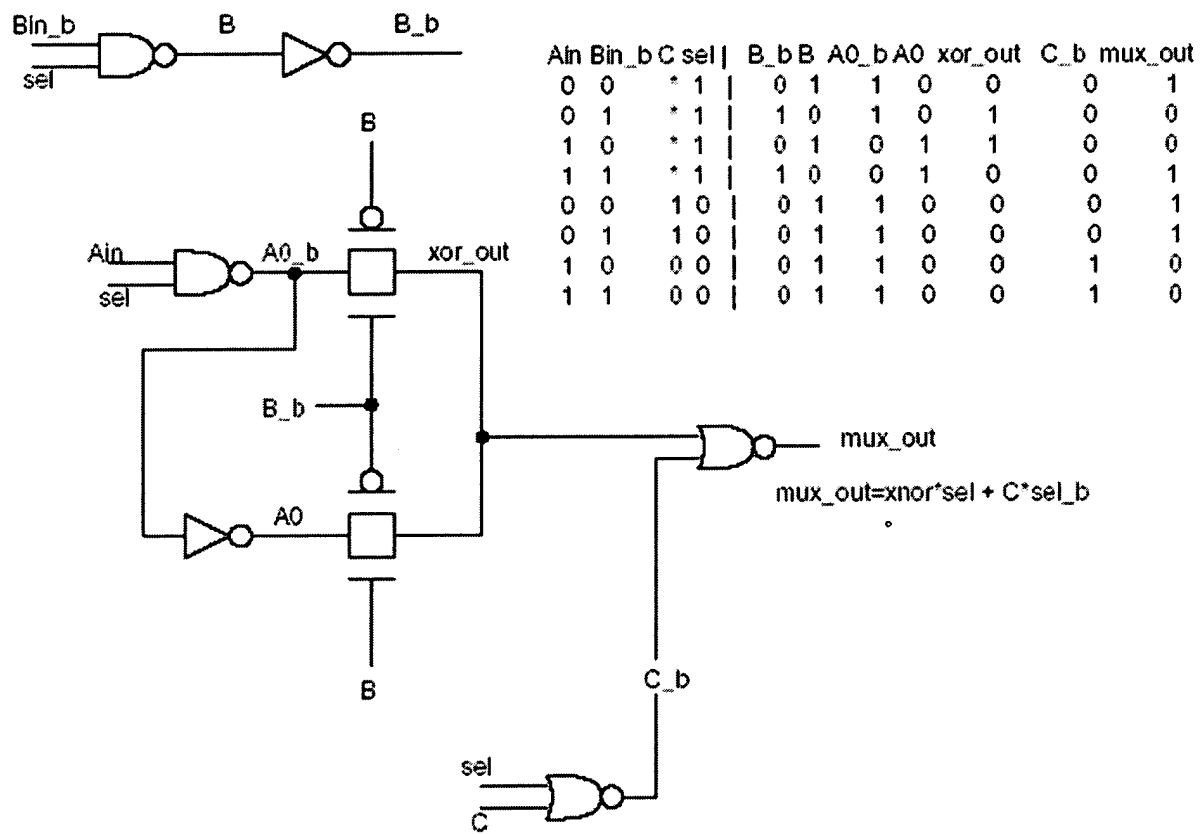 Bin_b
sel
B
B_b
Ain Bin_b C sel | B_b B A0_b A0 xor_out C_b mux_out
0 0 * 1 | 0 1 1 0 0 0 1
0 1 * 1 | 1 0 1 0 1 0 0
1 0 * 1 | 0 1 0 1 1 0 0
1 1 * 1 | 1 0 0 1 0 0 1
0 0 1 0 | 0 1 1 0 0 0 1
0 1 1 0 | 0 1 1 0 0 0 1
1 0 0 0 | 0 1 1 0 0 1 0
1 1 0 0 | 0 1 1 0 0 1 0
B
Ain
sel
A0_b
xor_out
B_b
mux_out
mux_out=xnor*sel + C*sel_b
A0
B
C_b
sel
C